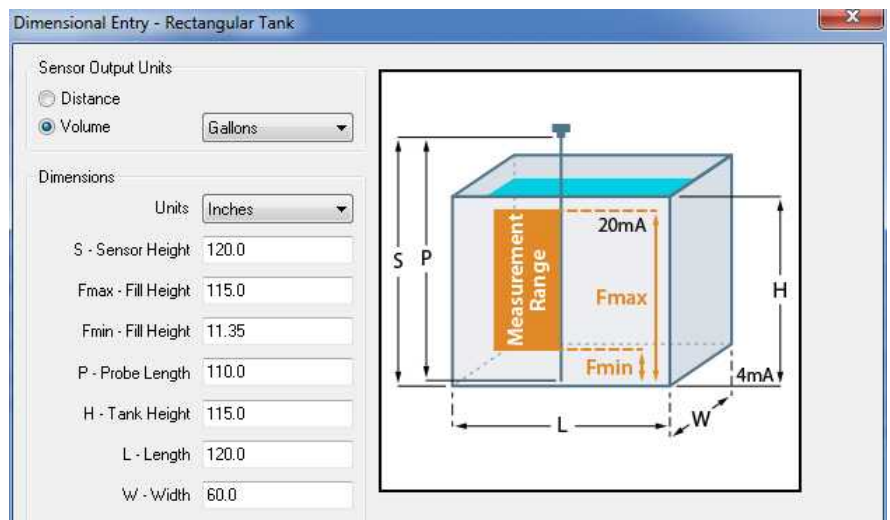 Dimensional Entry - Rectangular Tank
Sensor Output Units
Distance
Volume
Gallons
Dimensions
Units
Inches
S - Sensor Height
120.0
Fmax - Fill Height
115.0
Fmin - Fill Height
11.35
P - Probe Length
110.0
H - Tank Height
115.0
L - Length
120.0
W - Width
60.0
S
P
Measurement
Range
20mA
Fmax
Fmin
H
4mA
L
W